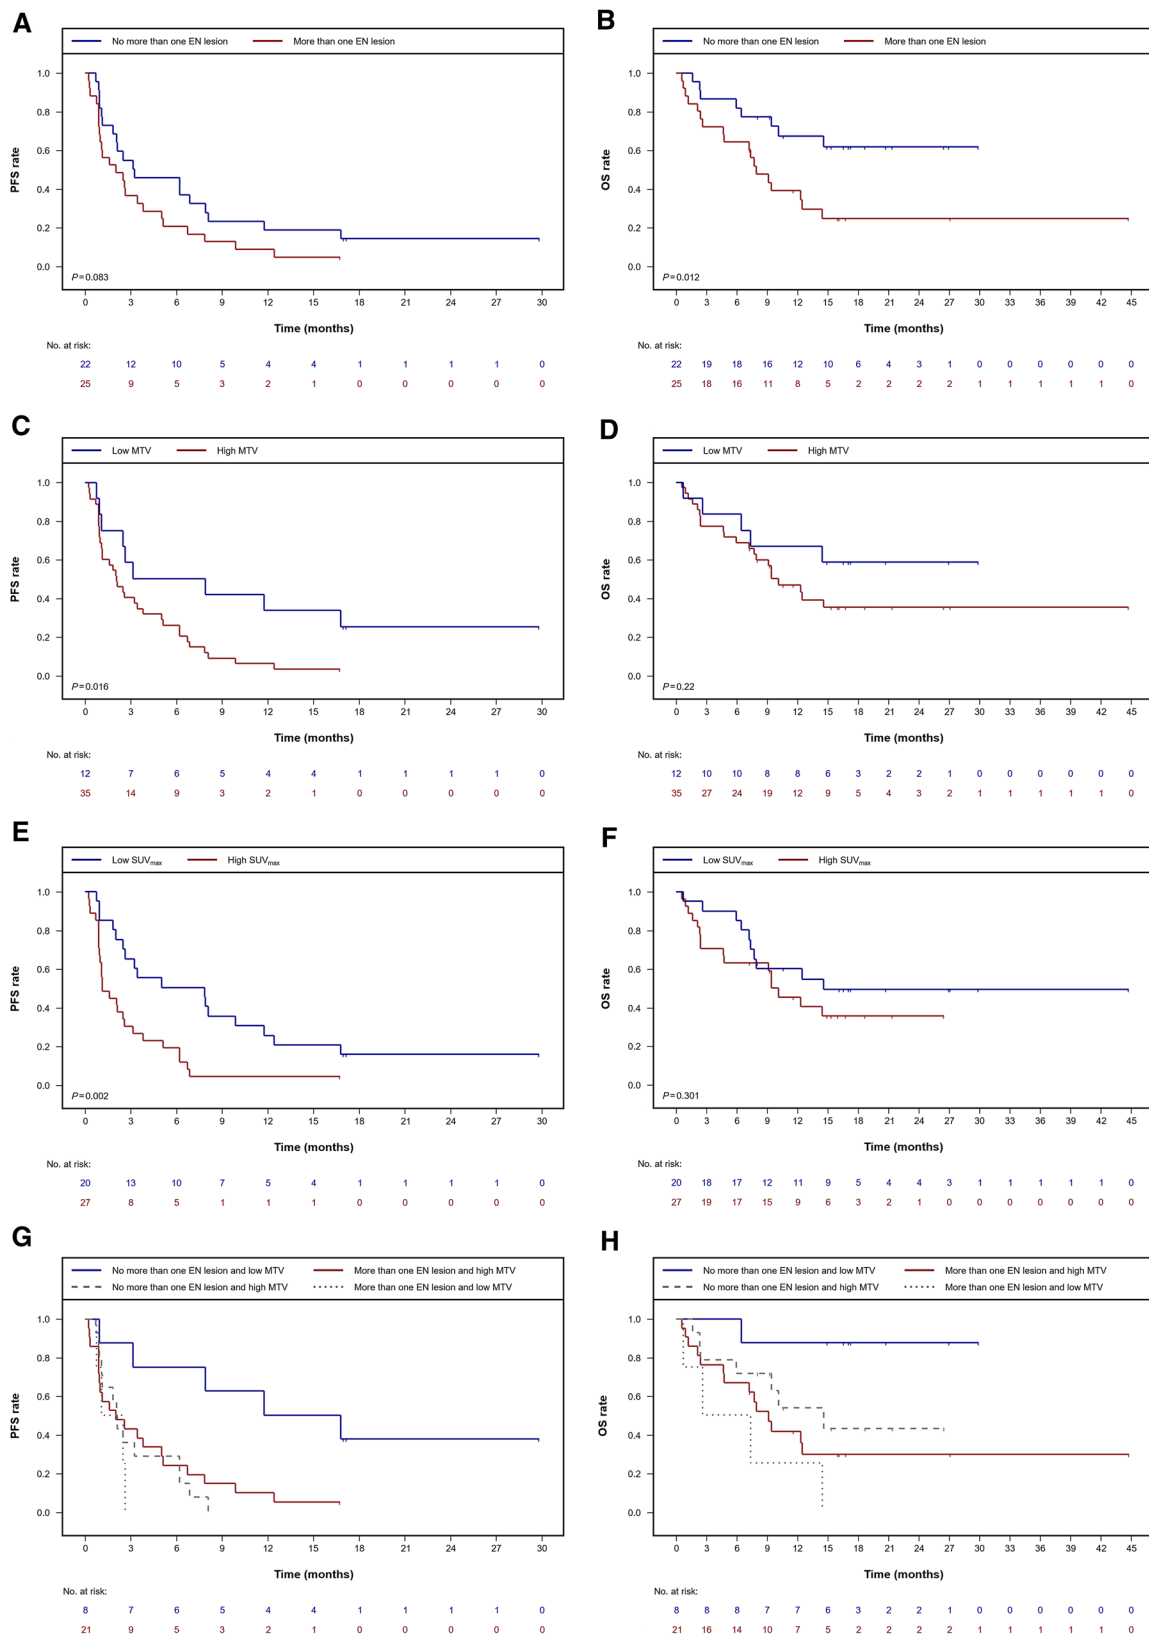 A
No more than one EN lesion More than one EN lesion
1.0
0.8
0.6
0.4
0.2
0.0
PFS rate
P=0.083
0 3 6 9 12 15 18 21 24 27 30
Time (months)
No. at risk:
22 12 10 5 4 4 1 1 1 1 0
25 9 5 3 2 1 0 0 0 0 0
B
No more than one EN lesion More than one EN lesion
1.0
0.8
0.6
0.4
0.2
0.0
OS rate
P=0.012
0 3 6 9 12 15 18 21 24 27 30 33 36 39 42 45
Time (months)
No. at risk:
22 19 18 16 12 10 6 4 3 1 0 0 0 0 0 0
25 18 16 11 8 5 2 2 2 2 1 1 1 1 1 0
C
Low MTV High MTV
1.0
0.8
0.6
0.4
0.2
0.0
PFS rate
P=0.016
0 3 6 9 12 15 18 21 24 27 30
Time (months)
No. at risk:
12 7 6 5 4 4 1 1 1 1 0
35 14 9 3 2 1 0 0 0 0 0
D
Low MTV High MTV
1.0
0.8
0.6
0.4
0.2
0.0
OS rate
P=0.22
0 3 6 9 12 15 18 21 24 27 30 33 36 39 42 45
Time (months)
No. at risk:
12 10 10 8 8 6 3 2 2 1 0 0 0 0 0 0
35 27 24 19 12 9 5 4 3 2 1 1 1 1 1 0
E
Low SUVmax High SUVmax
1.0
0.8
0.6
0.4
0.2
0.0
PFS rate
P=0.002
0 3 6 9 12 15 18 21 24 27 30
Time (months)
No. at risk:
20 13 10 7 5 4 1 1 1 1 0
27 8 5 1 1 1 0 0 0 0 0
F
Low SUVmax High SUVmax
1.0
0.8
0.6
0.4
0.2
0.0
OS rate
P=0.301
0 3 6 9 12 15 18 21 24 27 30 33 36 39 42 45
Time (months)
No. at risk:
20 18 17 12 11 9 5 4 4 3 1 1 1 1 1 0
27 19 17 15 9 6 3 2 1 0 0 0 0 0 0 0
G
No more than one EN lesion and low MTV More than one EN lesion and high MTV
No more than one EN lesion and high MTV More than one EN lesion and low MTV
1.0
0.8
0.6
0.4
0.2
0.0
PFS rate
0 3 6 9 12 15 18 21 24 27 30
Time (months)
No. at risk:
8 7 6 5 4 4 1 1 1 1 0
21 9 5 3 2 1 0 0 0 0 0
H
No more than one EN lesion and low MTV More than one EN lesion and high MTV
No more than one EN lesion and high MTV More than one EN lesion and low MTV
1.0
0.8
0.6
0.4
0.2
0.0
OS rate
0 3 6 9 12 15 18 21 24 27 30 33 36 39 42 45
Time (months)
No. at risk:
8 8 8 7 7 6 3 2 2 1 0 0 0 0 0 0
21 16 14 10 7 5 2 2 2 2 1 1 1 1 1 0